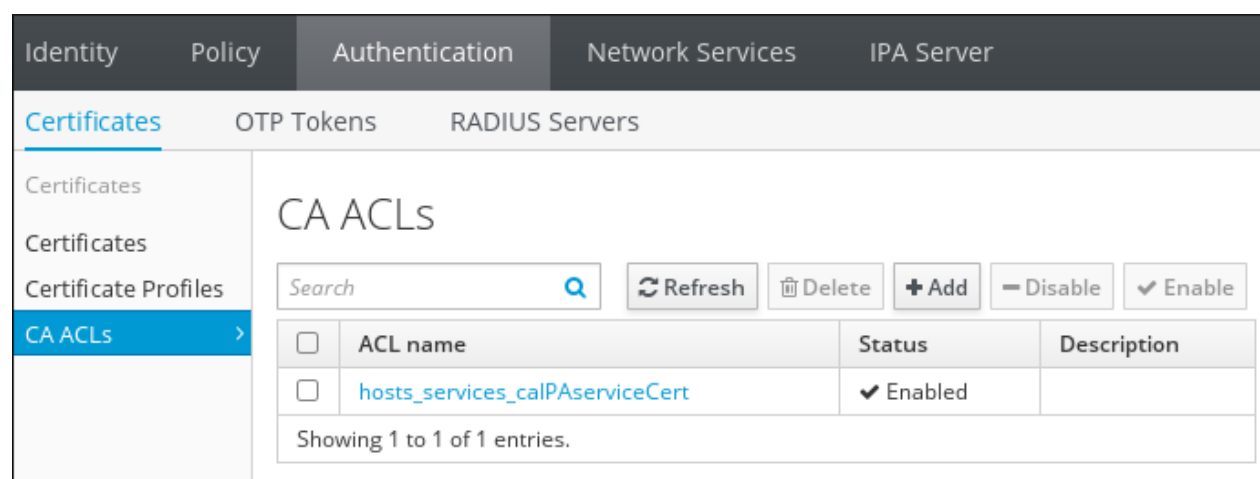 Identity Policy Authentication Network Services IPA Server
Certificates OTP Tokens RADIUS Servers
Certificates
Certificates
Certificate Profiles
CA ACLs
CA ACLs
Search Refresh Delete Add Disable Enable
ACL name Status Description
hosts_services_caIPAserviceCert Enabled
Showing 1 to 1 of 1 entries.